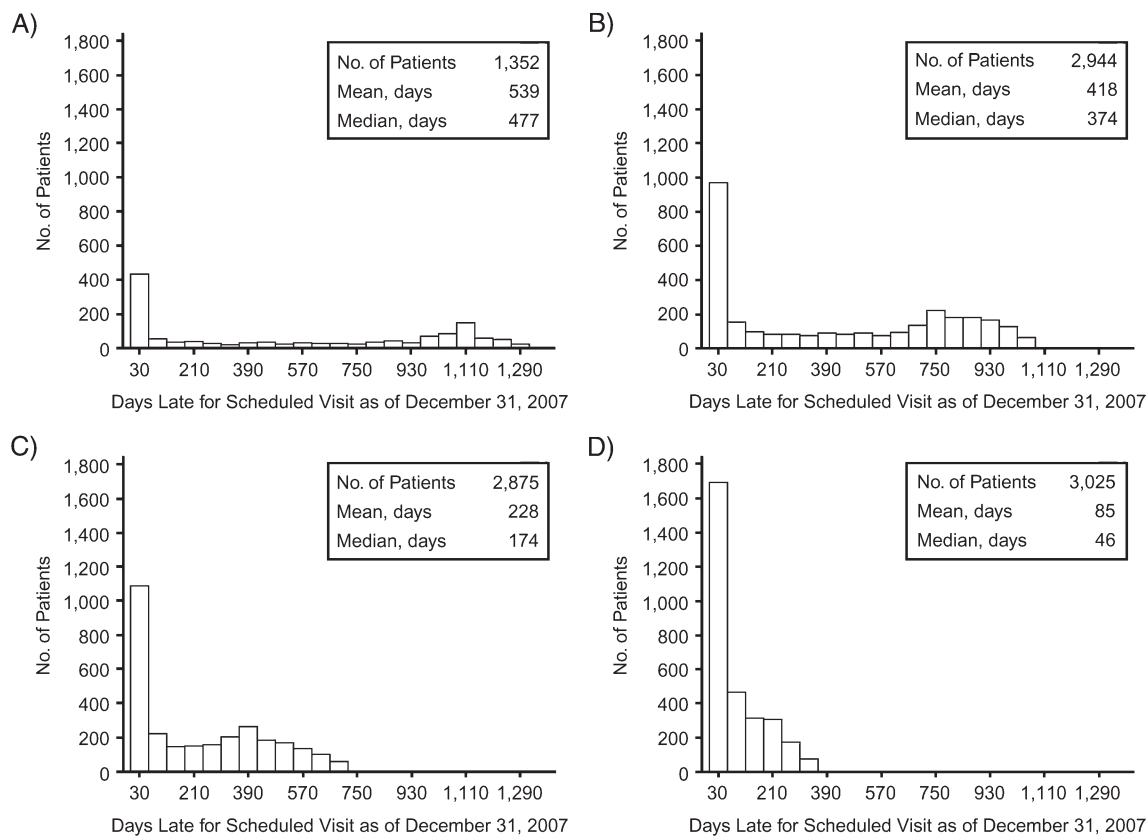 A)
No. of Patients 1,352
Mean, days 539
Median, days 477
No. of Patients
1,800
1,600
1,400
1,200
1,000
800
600
400
200
0
30 210 390 570 750 930 1,110 1,290
Days Late for Scheduled Visit as of December 31, 2007
B)
No. of Patients 2,944
Mean, days 418
Median, days 374
No. of Patients
1,800
1,600
1,400
1,200
1,000
800
600
400
200
0
30 210 390 570 750 930 1,110 1,290
Days Late for Scheduled Visit as of December 31, 2007
C)
No. of Patients 2,875
Mean, days 228
Median, days 174
No. of Patients
1,800
1,600
1,400
1,200
1,000
800
600
400
200
0
30 210 390 570 750 930 1,110 1,290
Days Late for Scheduled Visit as of December 31, 2007
D)
No. of Patients 3,025
Mean, days 85
Median, days 46
No. of Patients
1,800
1,600
1,400
1,200
1,000
800
600
400
200
0
30 210 390 570 750 930 1,110 1,290
Days Late for Scheduled Visit as of December 31, 2007